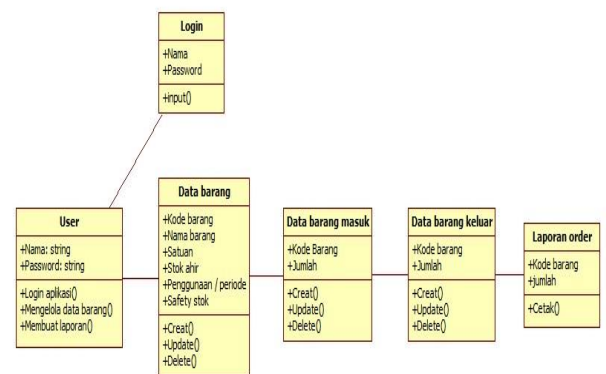 Login
+Nama
+Password
+input()
User
+Nama: string
+Password: string
+Login aplikasi()
+Mengelola data barang()
+Membuat laporan()
Data barang
+Kode barang
+Nama barang
+Satuan
+Stok ahir
+Penggunaan / periode
+Safety stok
+Creat()
+Update()
+Delete()
Data barang masuk
+Kode Barang
+Jumlah
+Creat()
+Update()
+Delete()
Data barang keluar
+Kode barang
+Jumlah
+Creat()
+Update()
+Delete()
Laporan order
+Kode barang
+jumlah
+Cetak()